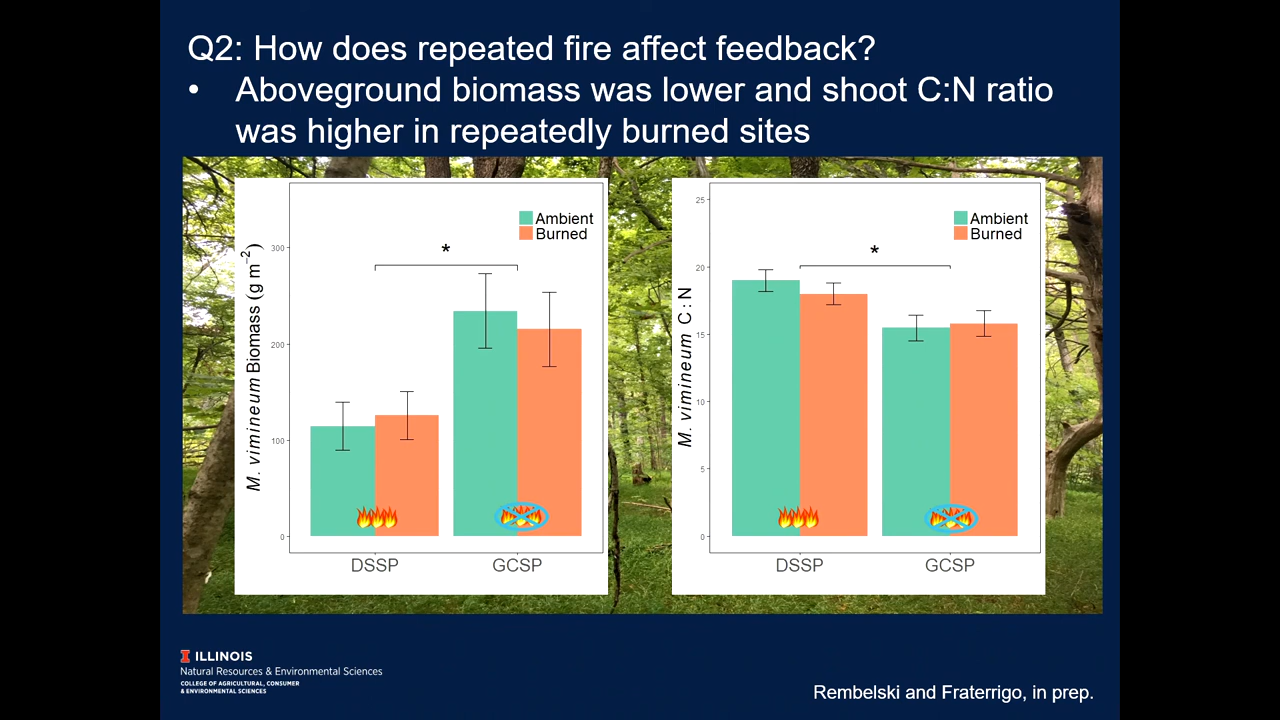 Q2: How does repeated fire affect feedback?
• Aboveground biomass was lower and shoot C:N ratio
was higher in repeatedly burned sites
Ambient
Burned
*
M. vimineum Biomass (g m⁻²)
300
200
100
0
DSSP
GCSP
Ambient
Burned
*
M. vimineum C:N
25
20
15
10
5
0
DSSP
GCSP
I ILLINOIS
Natural Resources & Environmental Sciences
COLLEGE OF AGRICULTURAL, CONSUMER
& ENVIRONMENTAL SCIENCES
Rembelski and Fraterrigo, in prep.